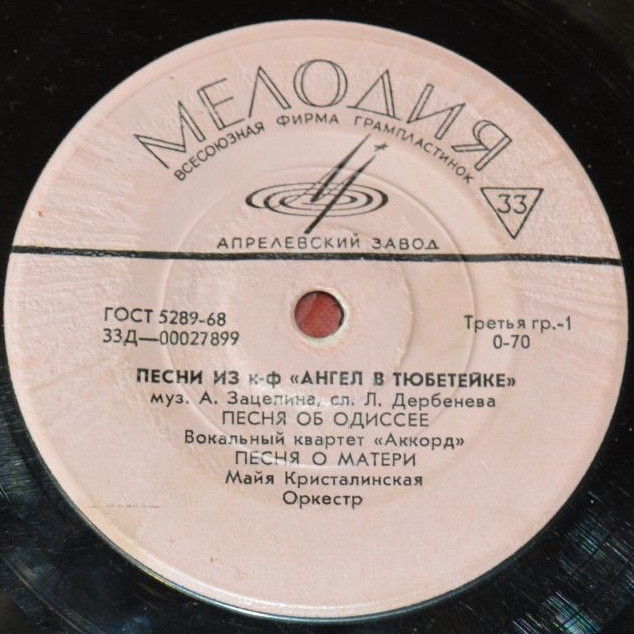 МЕЛОДИЯ
ВСЕСОЮЗНАЯ ФИРМА ГРАМПЛАСТИНОК
33
АПРЕЛЕВСКИЙ ЗАВОД
ГОСТ 5289-68
33Д—00027899
Третья гр.-1
0-70
ПЕСНИ ИЗ к-ф «АНГЕЛ В ТЮБЕТЕЙКЕ»
муз. А. Зацепина, сл. Л. Дербенева
ПЕСНЯ ОБ ОДИССЕЕ
Вокальный квартет «Аккорд»
ПЕСНЯ О МАТЕРИ
Майя Кристалинская
Оркестр